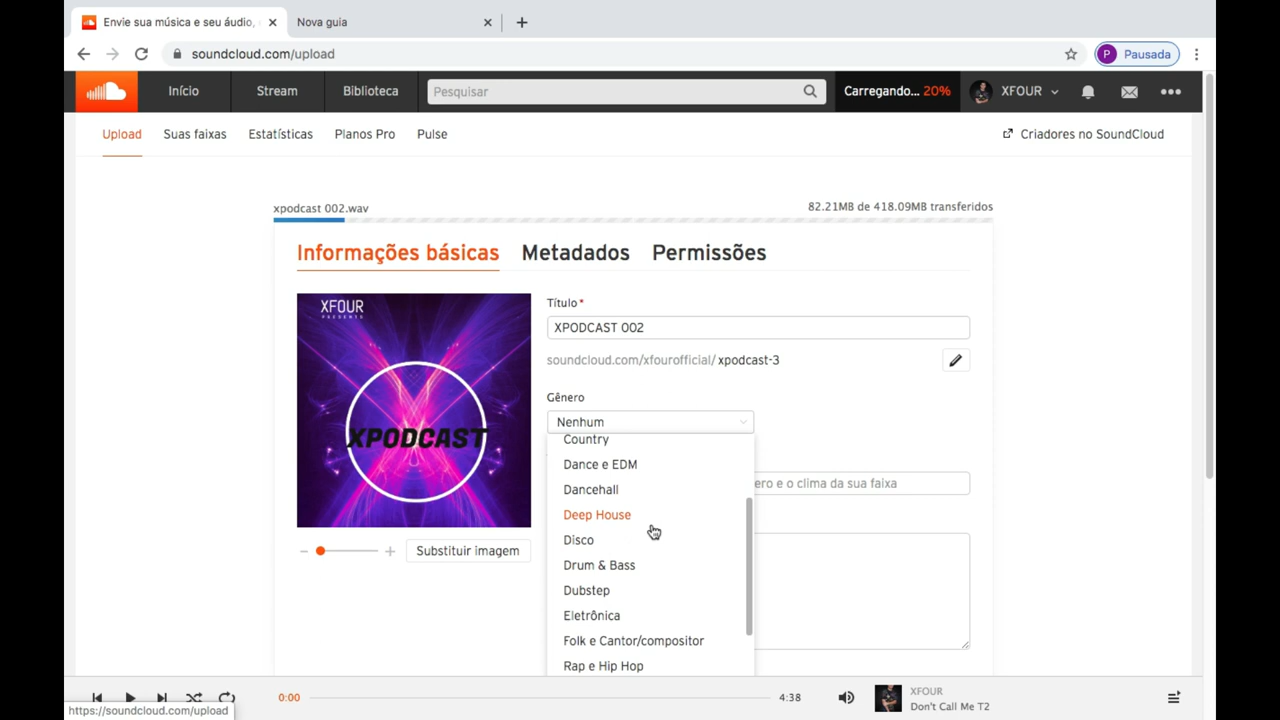 Envie sua música e seu áudio,
Nova guia
soundcloud.com/upload
P Pausada
Início Stream Biblioteca Pesquisar Carregando... 20% XFOUR
Upload Suas faixas Estatísticas Planos Pro Pulse Criadores no SoundCloud
xpodcast 002.wav 82.21MB de 418.09MB transferidos
Informações básicas Metadados Permissões
XFOUR
PRESENTS
XPODCAST
Substituir imagem
Título*
XPODCAST 002
soundcloud.com/xfourofficial/ xpodcast-3
Gênero
Nenhum
Country
Dance e EDM
Dancehall
ero e o clima da sua faixa
Deep House
Disco
Drum & Bass
Dubstep
Eletrônica
Folk e Cantor/compositor
Rap e Hip Hop
0:00 4:38
XFOUR
Don't Call Me T2
https://soundcloud.com/upload